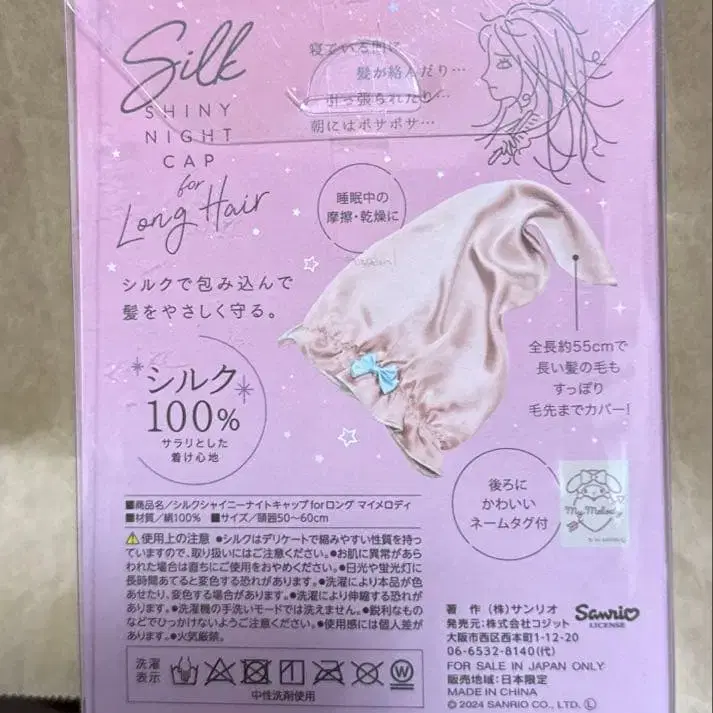 Silk
SHINY
NIGHT
CAP
for
Long Hair
寝ている間に
髪が絡んだり…
引っ張られたり…
朝にはボサボサ…
睡眠中の
摩擦・乾燥に
シルクで包み込んで
髪をやさしく守る。
シルク
100%
サラリとした
着け心地
全長約55cmで
長い髪の毛も
すっぽり
毛先までカバー!
後ろに
かわいい
ネームタグ付
My Melody
■商品名/シルクシャイニーナイトキャップforロング マイメロディ
■材質/絹100% ■サイズ/頭囲50〜60cm
⚠使用上の注意 ●シルクはデリケートで縮みやすい性質を持っ
ていますので、取り扱いにはご注意ください。●お肌に異常があら
われた場合は直ちにご使用をおやめください。●日光や蛍光灯に
長時間あてると変色する恐れがあります。●洗濯により本品が色
あせたり、変色する場合があります。●洗濯により伸縮する恐れが
あります。●洗濯機の手洗いモードでは洗えません。●鋭利なもの
などでひっかけないようご注意ください。●使用感には個人差が
あります。●火気厳禁。
洗濯
表示
W
中性洗剤使用
著 作 (株)サンリオ
Sanrio
LICENSE
発売元:株式会社コジット
大阪市西区西本町1-12-20
06-6532-8140(代)
FOR SALE IN JAPAN ONLY
販売地域:日本限定
MADE IN CHINA
© 2024 SANRIO CO., LTD. Ⓛ